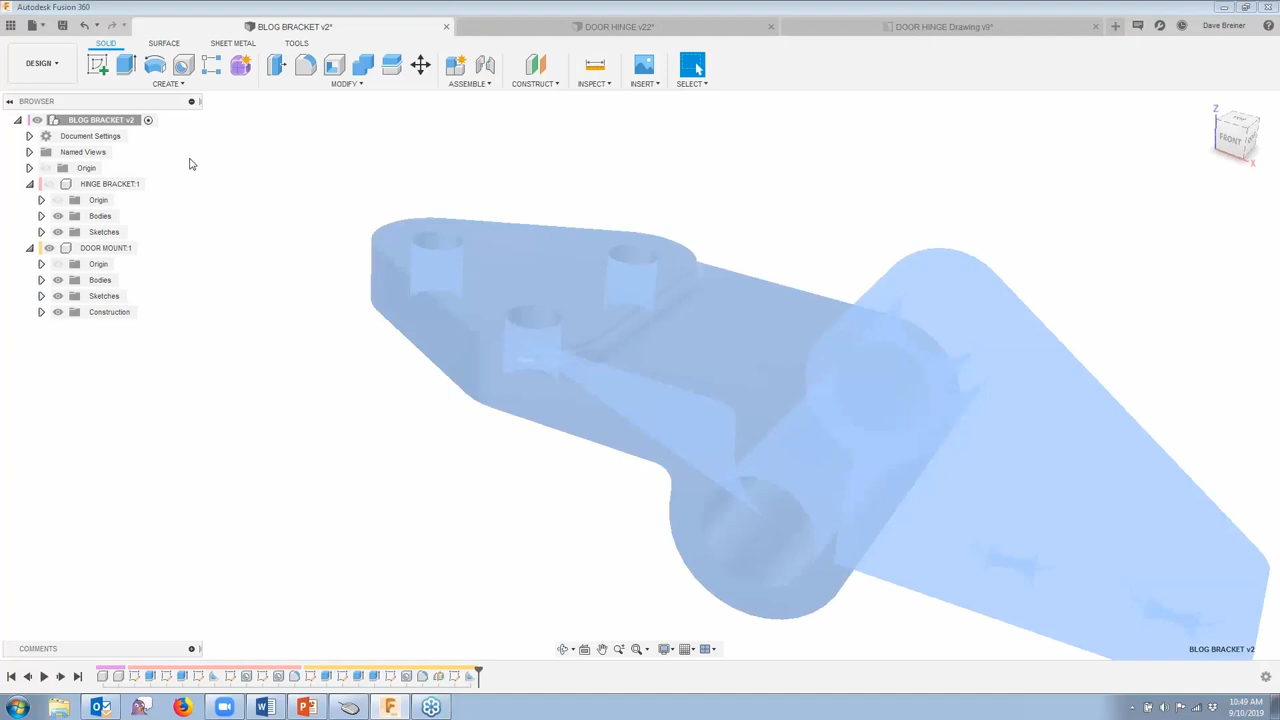 Autodesk Fusion 360
BLOG BRACKET v2*
DOOR HINGE v22*
DOOR HINGE Drawing v9*
Dave Breiner
DESIGN
SOLID
SURFACE
SHEET METAL
TOOLS
CREATE
MODIFY
ASSEMBLE
CONSTRUCT
INSPECT
INSERT
SELECT
BROWSER
BLOG BRACKET v2
Document Settings
Named Views
Origin
HINGE BRACKET:1
Origin
Bodies
Sketches
DOOR MOUNT:1
Origin
Bodies
Sketches
Construction
Z
FRONT
X
COMMENTS
BLOG BRACKET v2
10:49 AM
9/10/2019